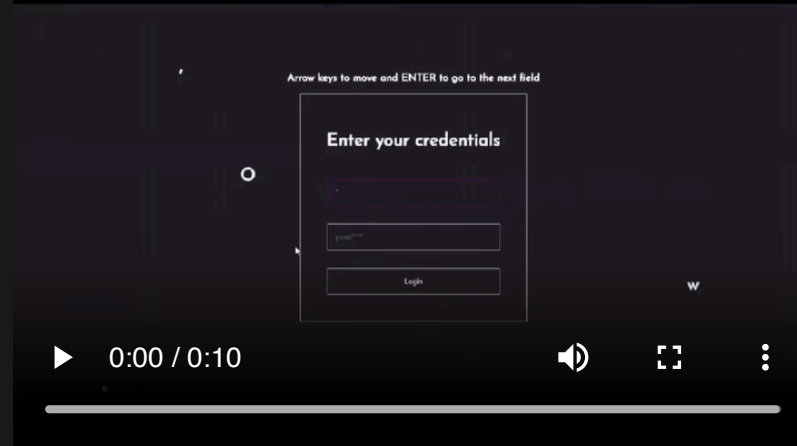 '
Arrow keys to move and ENTER to go to the next field
Enter your credentials
O
Login
W
0:00 / 0:10